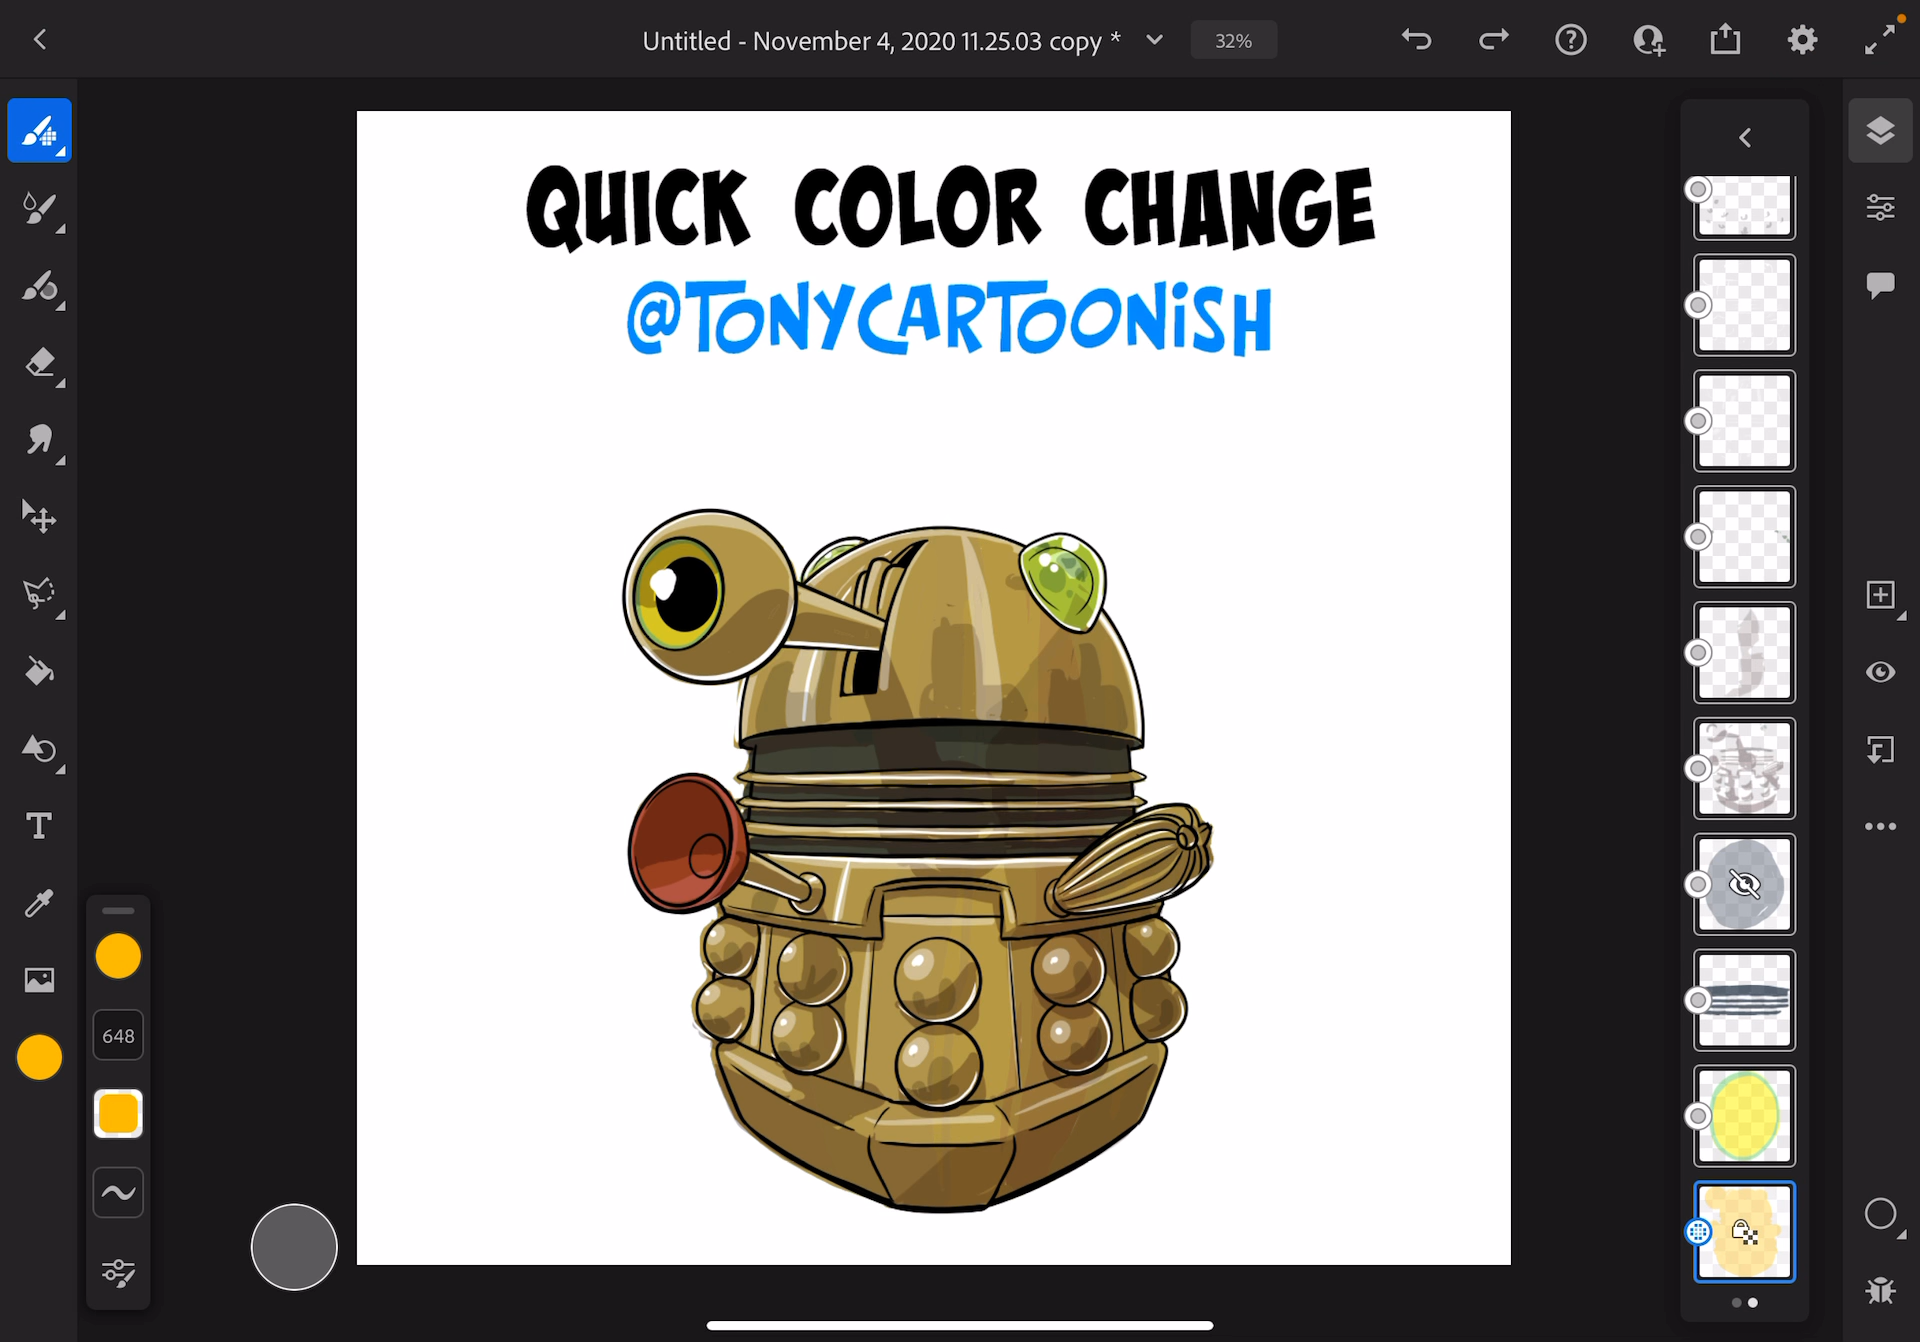 Untitled - November 4, 2020 11.25.03 copy *
32%
QUICK COLOR CHANGE
@TONYCARTOONiSH
648